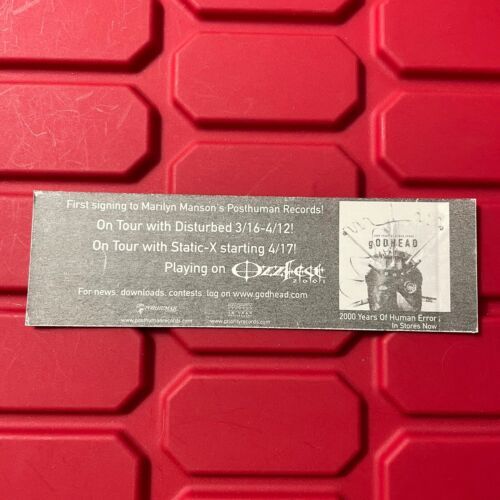 First signing to Marilyn Manson's Posthuman Records!
On Tour with Disturbed 3/16-4/12!
On Tour with Static-X starting 4/17!
Playing on Ozzfest 2001
For news, downloads, contests, log on www.godhead.com
POSTHUMAN
www.posthumanrecords.com
www.priorityrecords.com
gODHEAD
2000 Years Of Human Error
In Stores Now